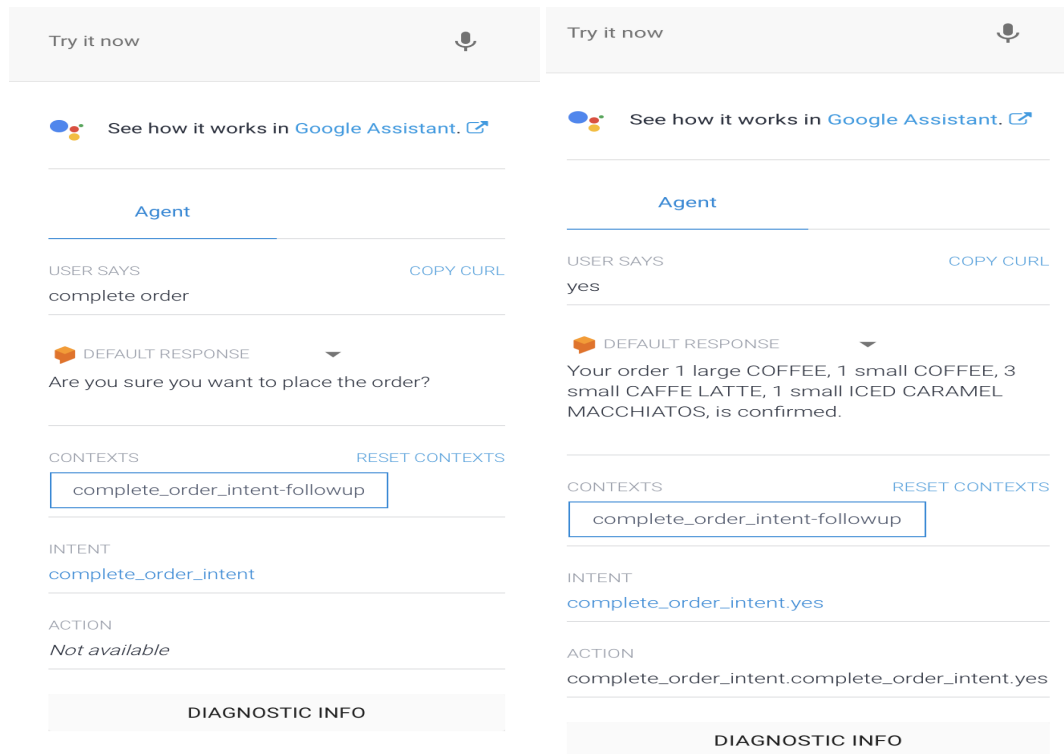 Try it now
See how it works in Google Assistant.
Agent
USER SAYS COPY CURL
complete order
DEFAULT RESPONSE
Are you sure you want to place the order?
CONTEXTS RESET CONTEXTS
complete_order_intent-followup
INTENT
complete_order_intent
ACTION
Not available
DIAGNOSTIC INFO
Try it now
See how it works in Google Assistant.
Agent
USER SAYS COPY CURL
yes
DEFAULT RESPONSE
Your order 1 large COFFEE, 1 small COFFEE, 3
small CAFFE LATTE, 1 small ICED CARAMEL
MACCHIATOS, is confirmed.
CONTEXTS RESET CONTEXTS
complete_order_intent-followup
INTENT
complete_order_intent.yes
ACTION
complete_order_intent.complete_order_intent.yes
DIAGNOSTIC INFO